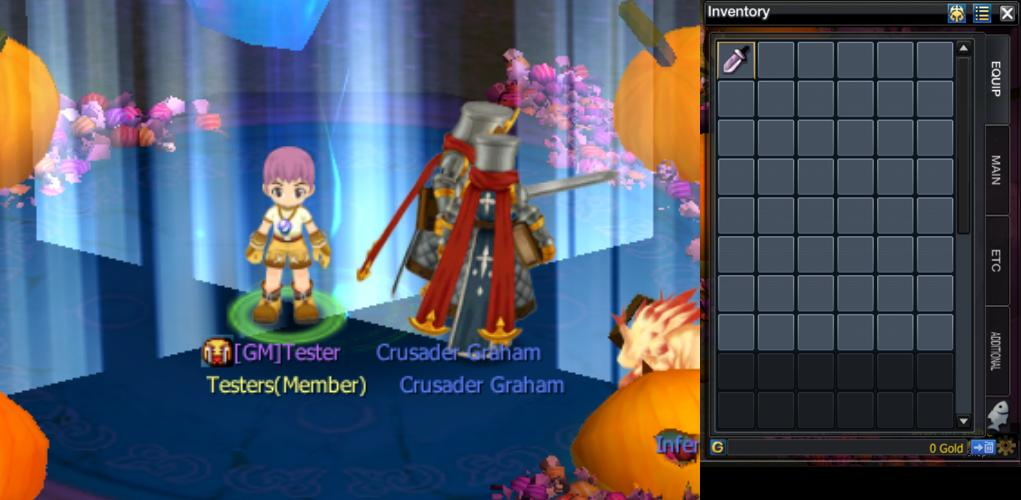 Inventory
EQUIP
MAIN
ETC
ADDITIONAL
[GM]Tester
Crusader Graham
Testers(Member)
Crusader Graham
Infer
G
0 Gold